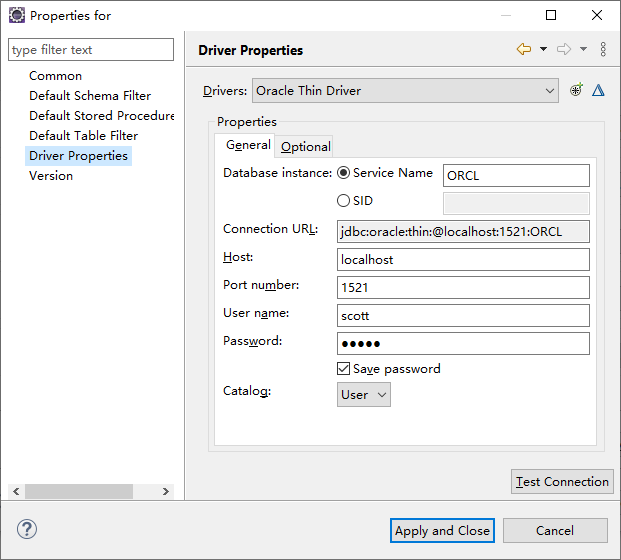 Properties for
type filter text
Common
Default Schema Filter
Default Stored Procedure
Default Table Filter
Driver Properties
Version
Driver Properties
Drivers: Oracle Thin Driver
Properties
General Optional
Database instance: Service Name ORCL
SID
Connection URL: jdbc:oracle:thin:@localhost:1521:ORCL
Host: localhost
Port number: 1521
User name: scott
Password: ●●●●●
Save password
Catalog: User
Test Connection
? Apply and Close Cancel